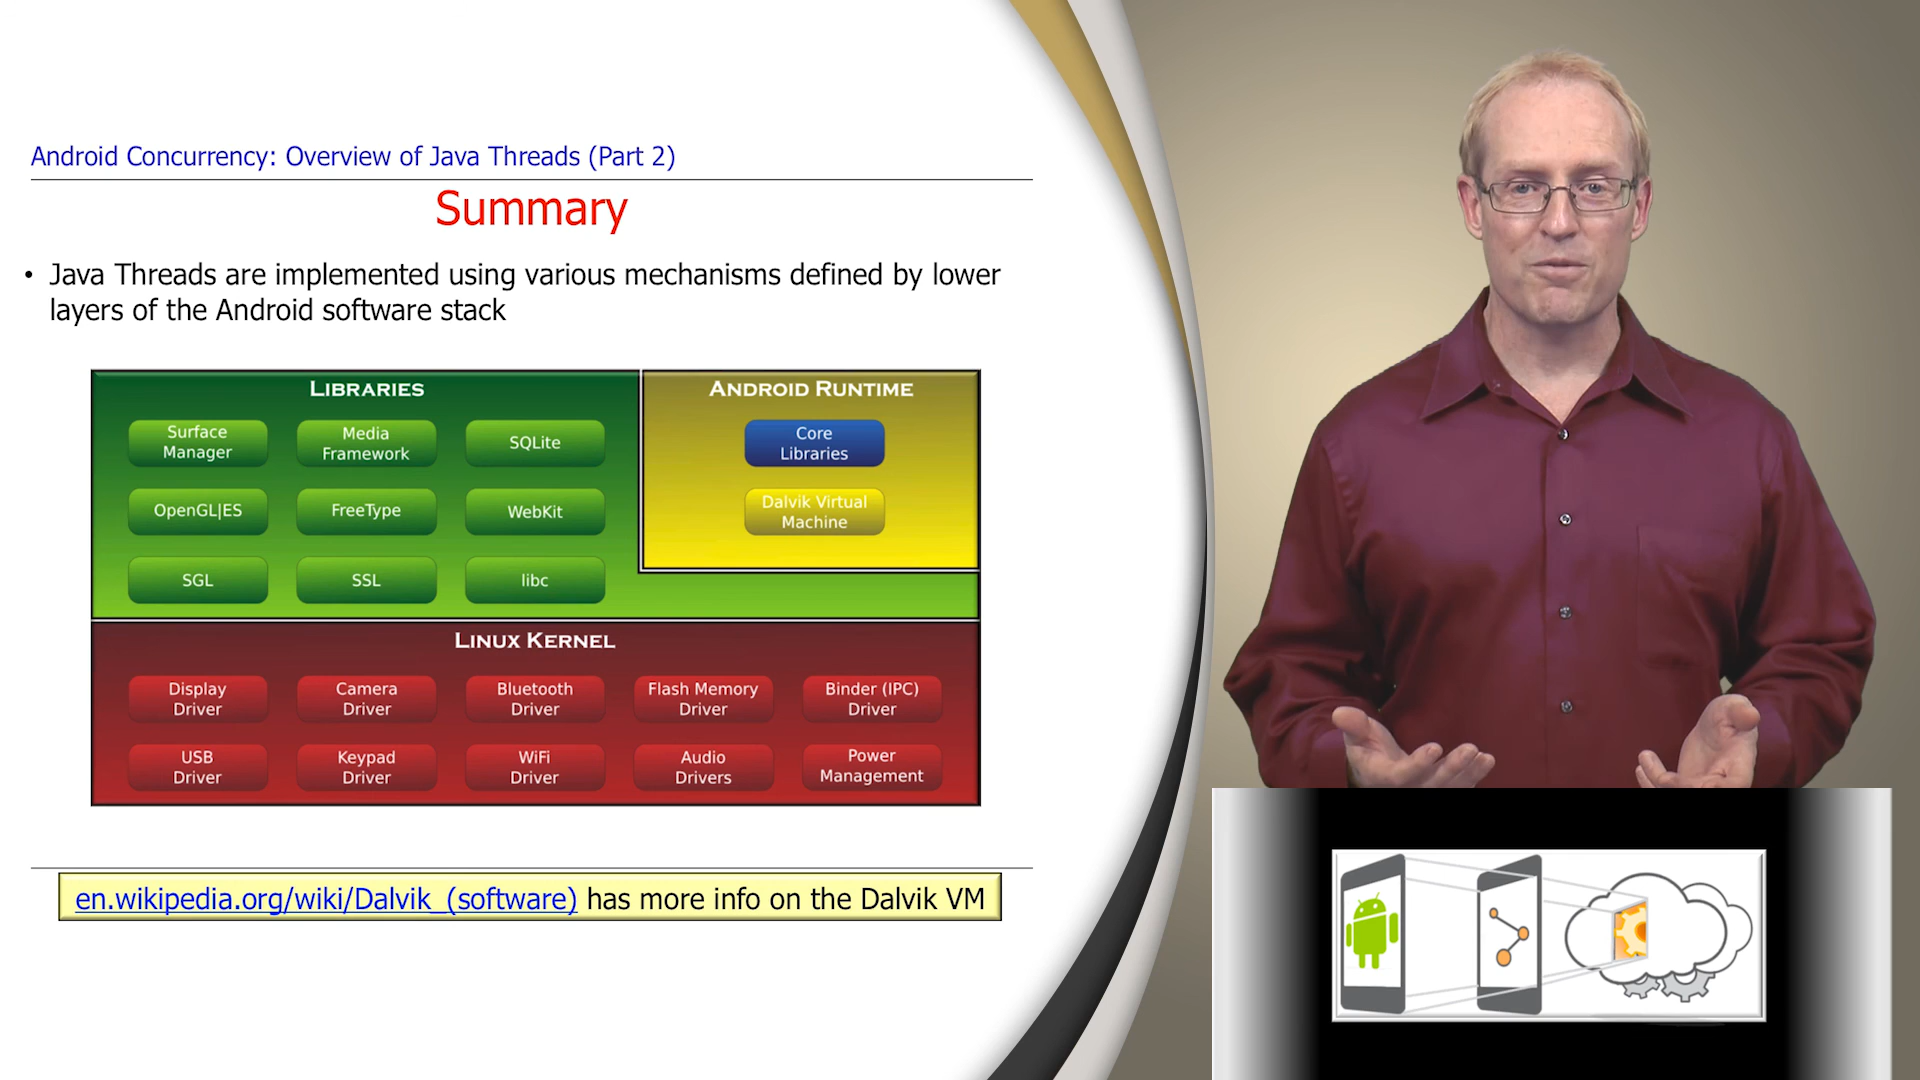 Android Concurrency: Overview of Java Threads (Part 2)
Summary
• Java Threads are implemented using various mechanisms defined by lower
layers of the Android software stack
LIBRARIES
Surface
Manager
Media
Framework
SQLite
OpenGL|ES
FreeType
WebKit
SGL
SSL
libc
ANDROID RUNTIME
Core
Libraries
Dalvik Virtual
Machine
LINUX KERNEL
Display
Driver
Camera
Driver
Bluetooth
Driver
Flash Memory
Driver
Binder (IPC)
Driver
USB
Driver
Keypad
Driver
WiFi
Driver
Audio
Drivers
Power
Management
en.wikipedia.org/wiki/Dalvik_(software) has more info on the Dalvik VM